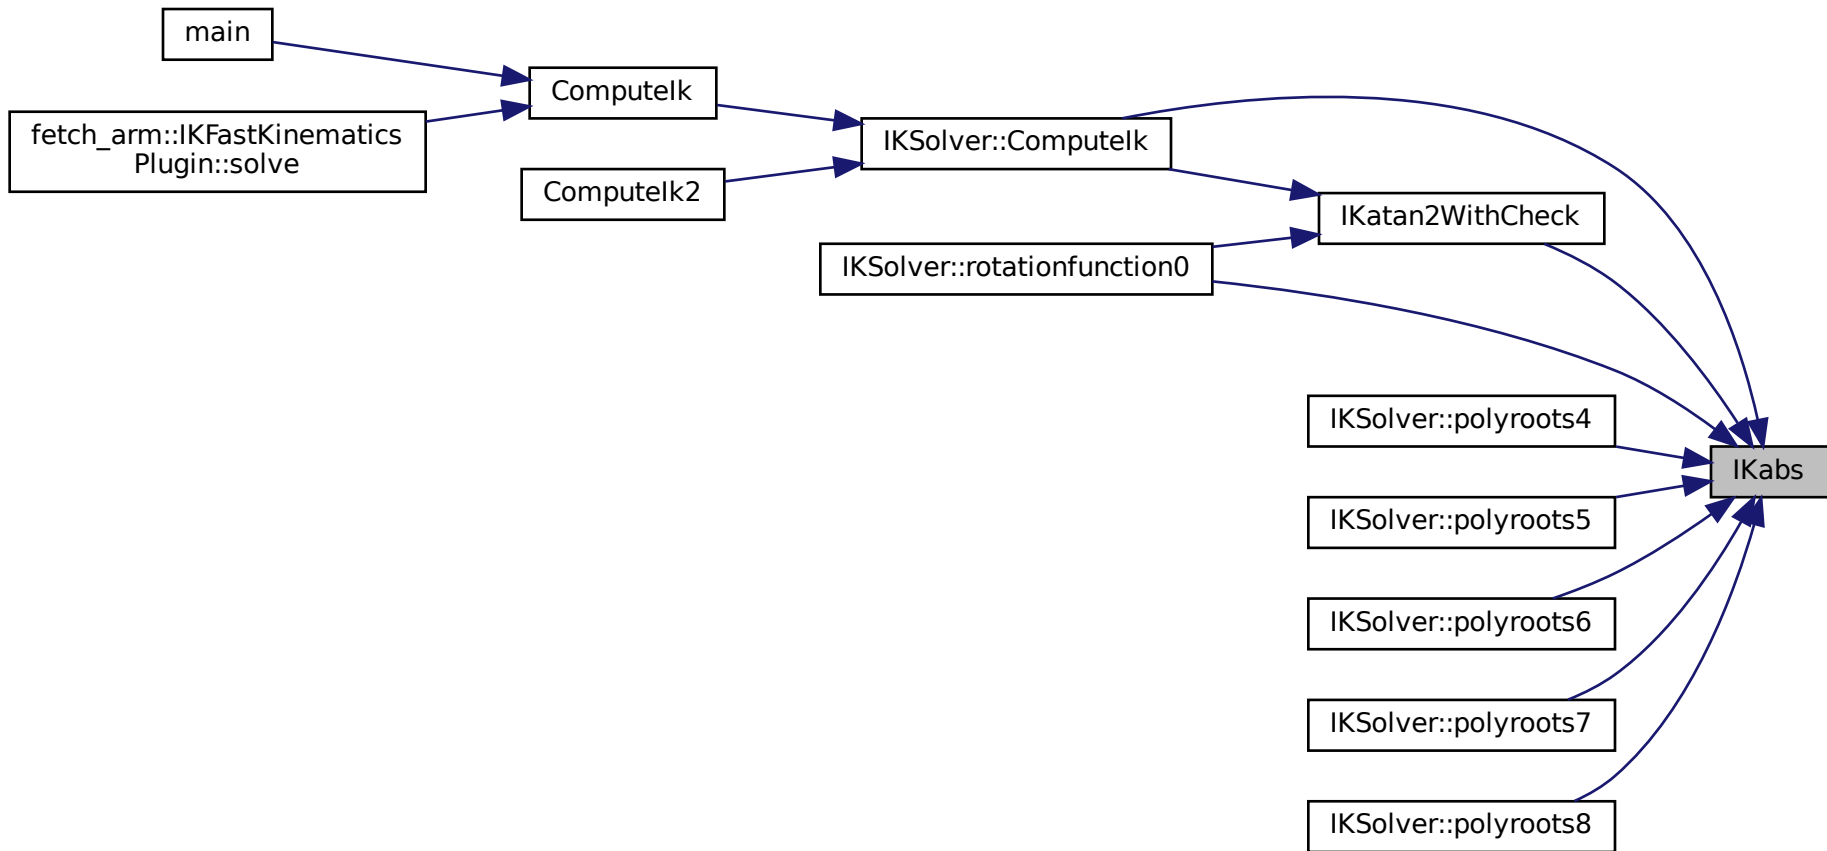 main
ComputeIk
fetch_arm::IKFastKinematics
Plugin::solve
IKSolver::ComputeIk
ComputeIk2
IKatan2WithCheck
IKSolver::rotationfunction0
IKSolver::polyroots4
IKabs
IKSolver::polyroots5
IKSolver::polyroots6
IKSolver::polyroots7
IKSolver::polyroots8